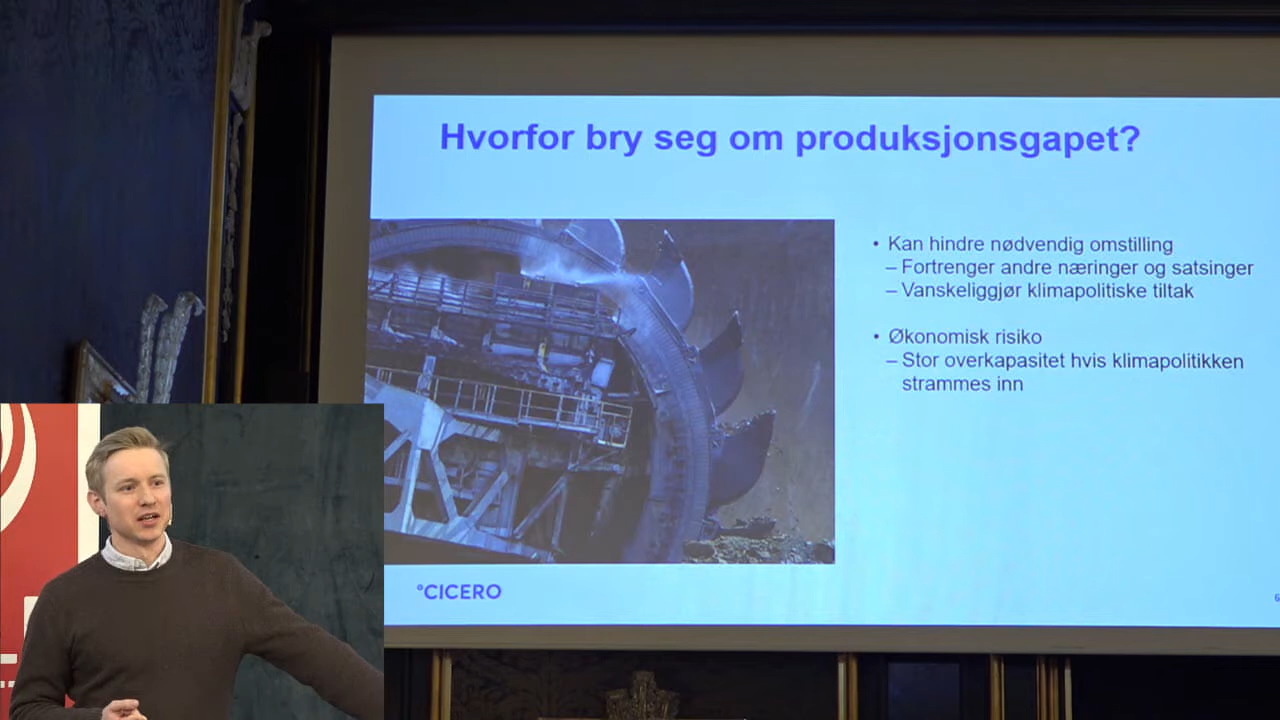 Hvorfor bry seg om produksjonsgapet?
• Kan hindre nødvendig omstilling
– Fortrenger andre næringer og satsinger
– Vanskeliggjør klimapolitiske tiltak
• Økonomisk risiko
– Stor overkapasitet hvis klimapolitikken
strammes inn
°CICERO
6